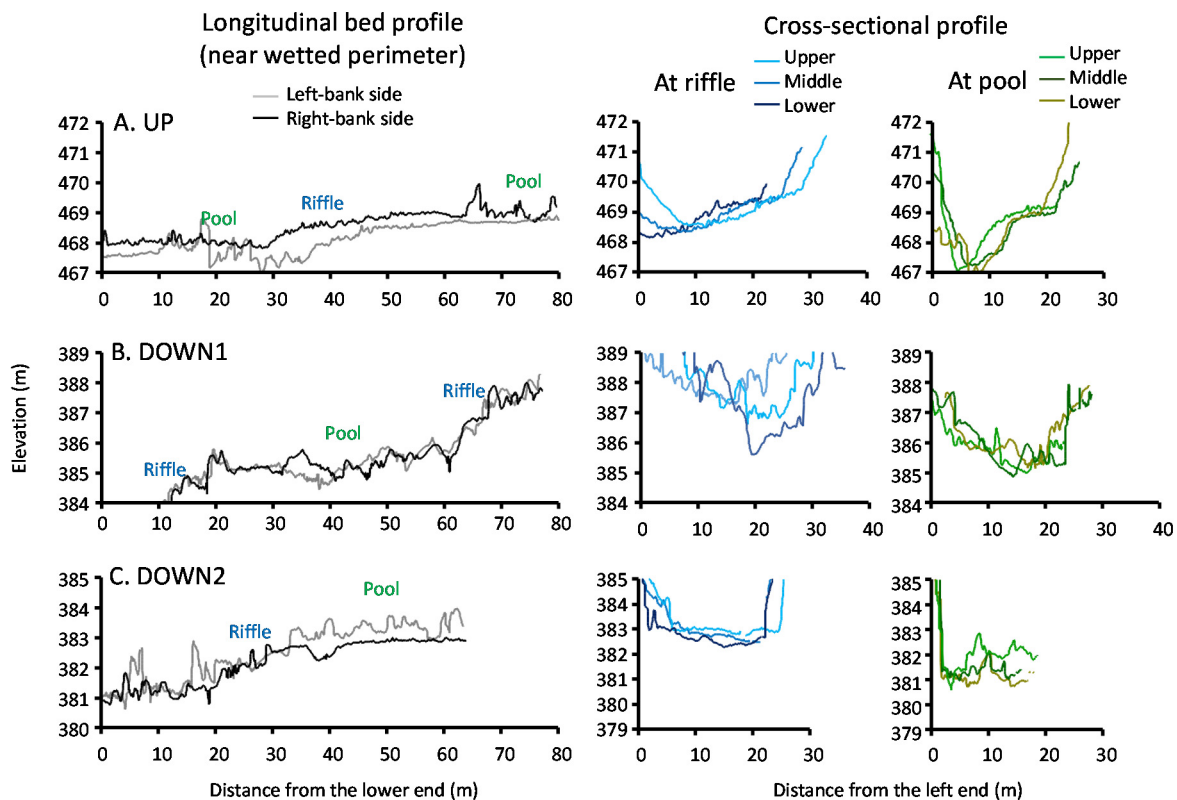 Longitudinal bed profile
(near wetted perimeter)
Left-bank side
Right-bank side
Cross-sectional profile
At riffle
Upper
Middle
Lower
At pool
Upper
Middle
Lower
Elevation (m)
A. UP
472
471
470
469
468
467
Pool
Riffle
Pool
0 10 20 30 40 50 60 70 80
472
471
470
469
468
467
0 10 20 30 40
472
471
470
469
468
467
0 10 20 30
B. DOWN1
389
388
387
386
385
384
Riffle
Pool
Riffle
0 10 20 30 40 50 60 70 80
389
388
387
386
385
384
0 10 20 30 40
389
388
387
386
385
384
0 10 20 30 40
C. DOWN2
385
384
383
382
381
380
Riffle
Pool
0 10 20 30 40 50 60 70 80
385
384
383
382
381
380
379
0 10 20 30
385
384
383
382
381
380
379
0 10 20 30
Distance from the lower end (m)
Distance from the left end (m)